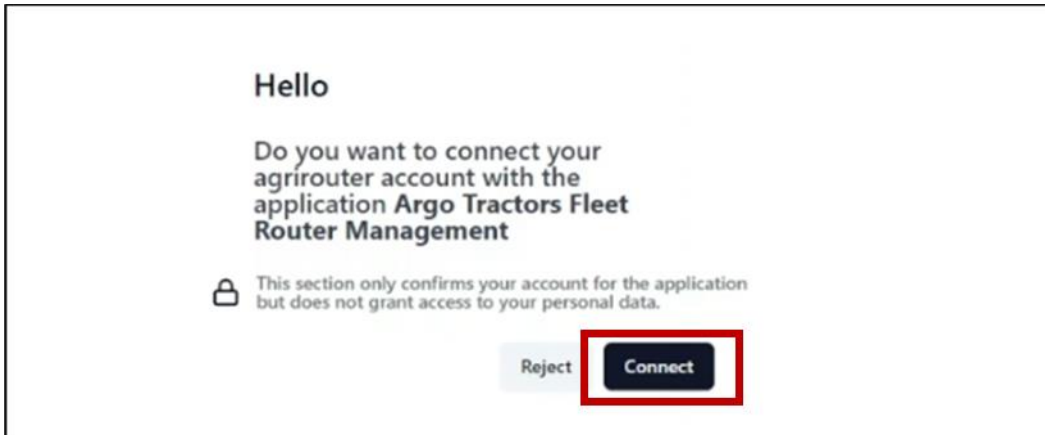 Hello
Do you want to connect your
agrirouter account with the
application Argo Tractors Fleet
Router Management
This section only confirms your account for the application
but does not grant access to your personal data.
Reject
Connect